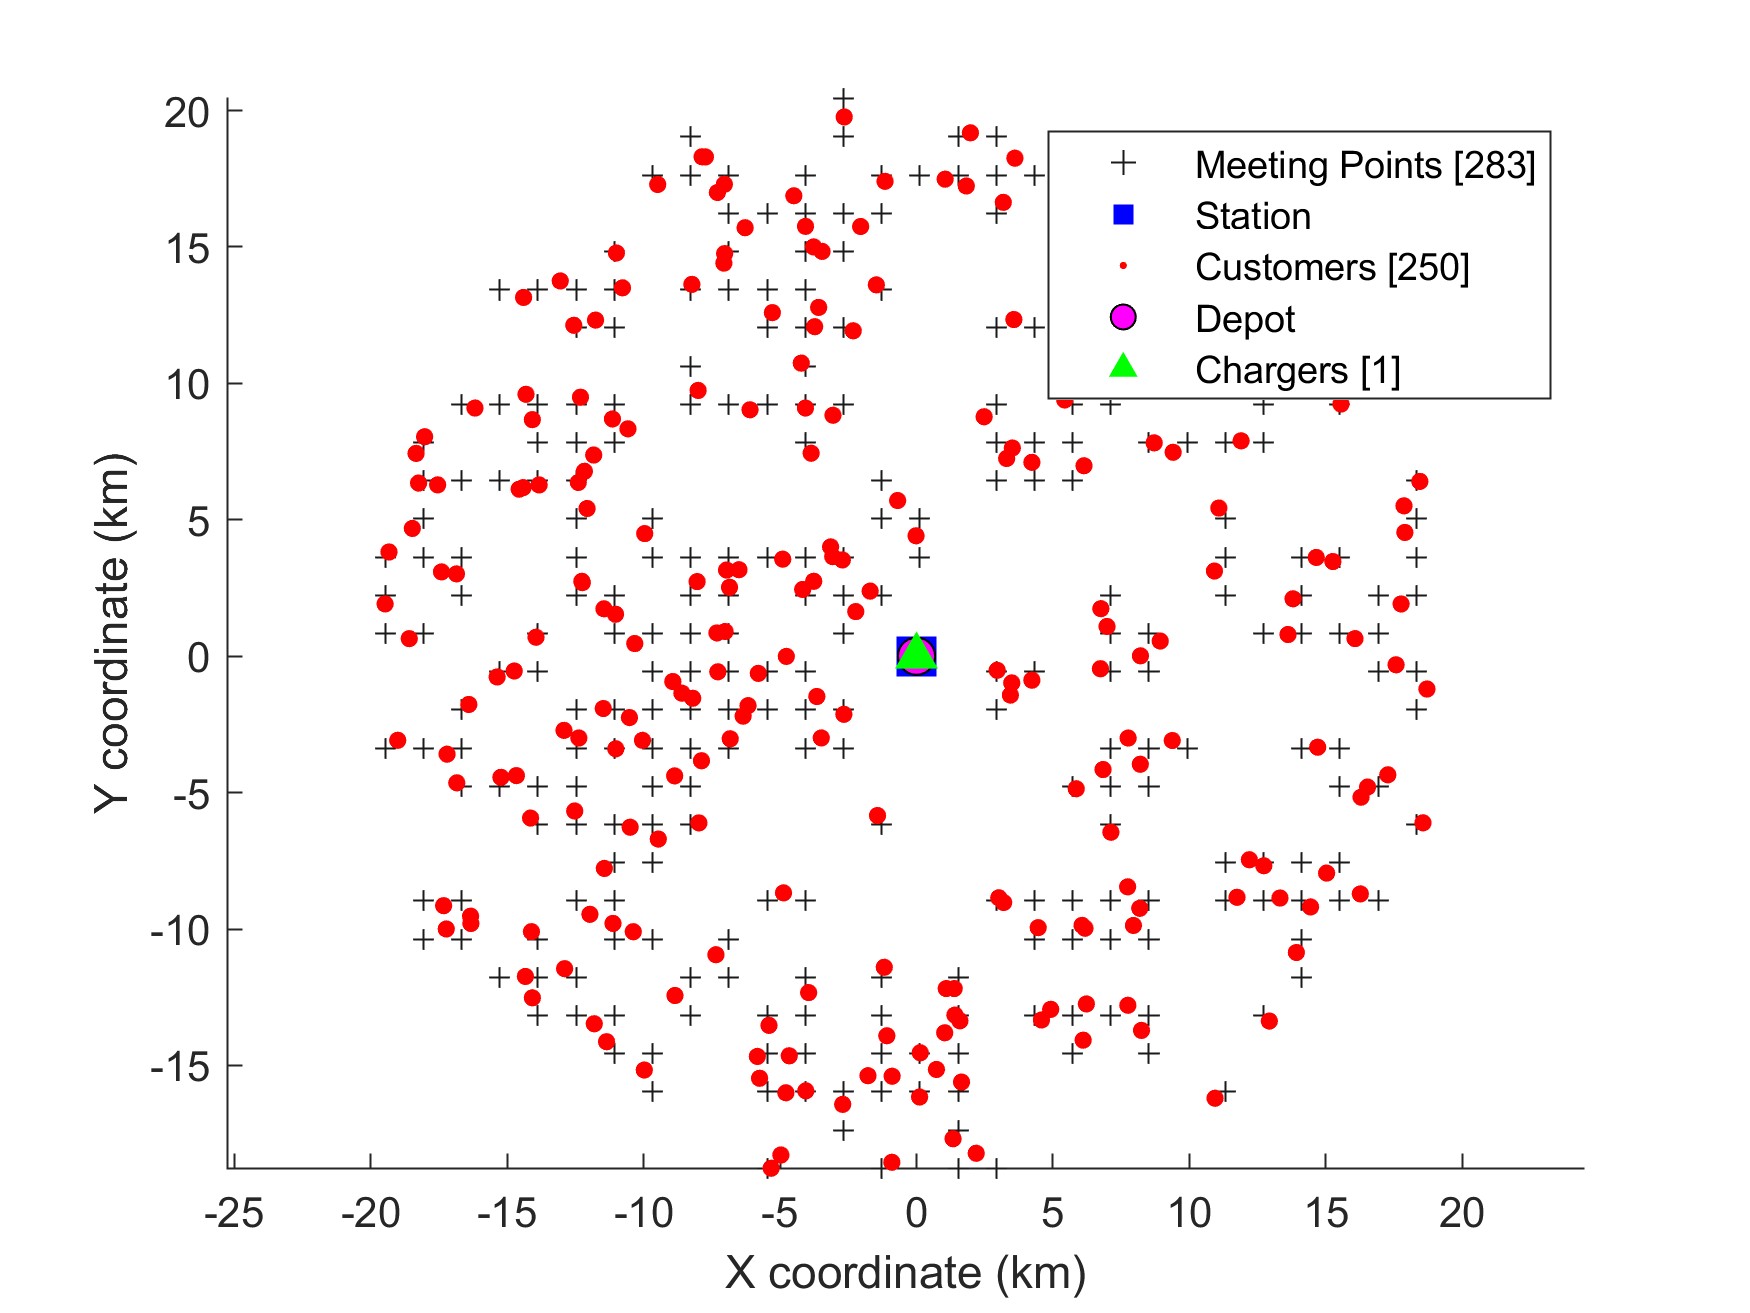 20
15
10
5
0
-5
-10
-15
Y coordinate (km)
Meeting Points [283]
Station
Customers [250]
Depot
Chargers [1]
-25 -20 -15 -10 -5 0 5 10 15 20
X coordinate (km)